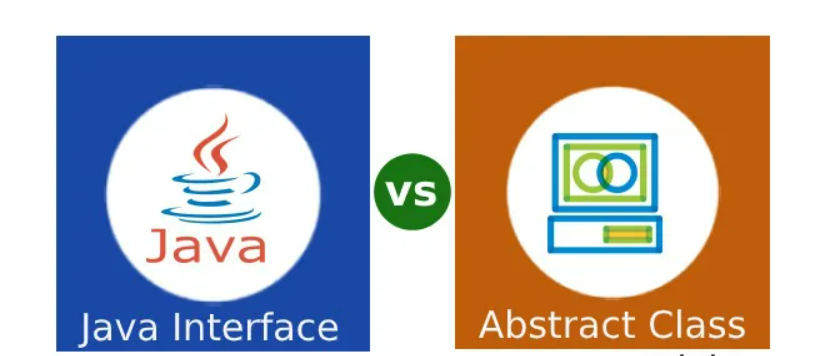 Java
Java Interface
vs
Abstract Class